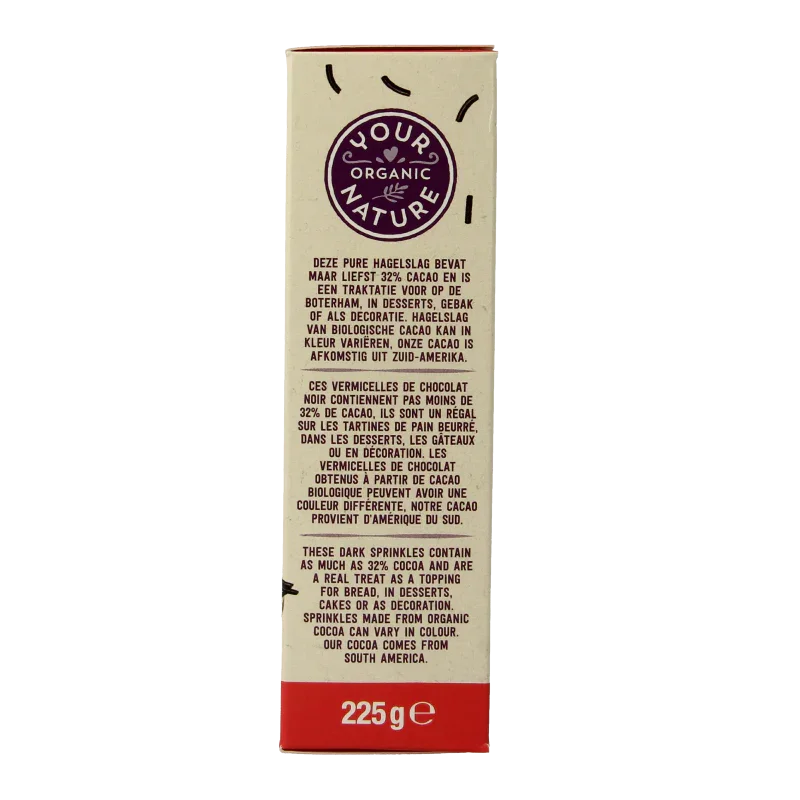 YOUR
ORGANIC
NATURE
DEZE PURE HAGELSLAG BEVAT
MAAR LIEFST 32% CACAO EN IS
EEN TRAKTATIE VOOR OP DE
BOTERHAM, IN DESSERTS, GEBAK
OF ALS DECORATIE. HAGELSLAG
VAN BIOLOGISCHE CACAO KAN IN
KLEUR VARIËREN, ONZE CACAO IS
AFKOMSTIG UIT ZUID-AMERIKA.
CES VERMICELLES DE CHOCOLAT
NOIR CONTIENNENT PAS MOINS DE
32% DE CACAO, ILS SONT UN RÉGAL
SUR LES TARTINES DE PAIN BEURRÉ,
DANS LES DESSERTS, LES GÂTEAUX
OU EN DÉCORATION. LES
VERMICELLES DE CHOCOLAT
OBTENUS À PARTIR DE CACAO
BIOLOGIQUE PEUVENT AVOIR UNE
COULEUR DIFFÉRENTE, NOTRE CACAO
PROVIENT D'AMÉRIQUE DU SUD.
THESE DARK SPRINKLES CONTAIN
AS MUCH AS 32% COCOA AND ARE
A REAL TREAT AS A TOPPING
FOR BREAD, IN DESSERTS,
CAKES OR AS DECORATION.
SPRINKLES MADE FROM ORGANIC
COCOA CAN VARY IN COLOUR.
OUR COCOA COMES FROM
SOUTH AMERICA.
225g℮